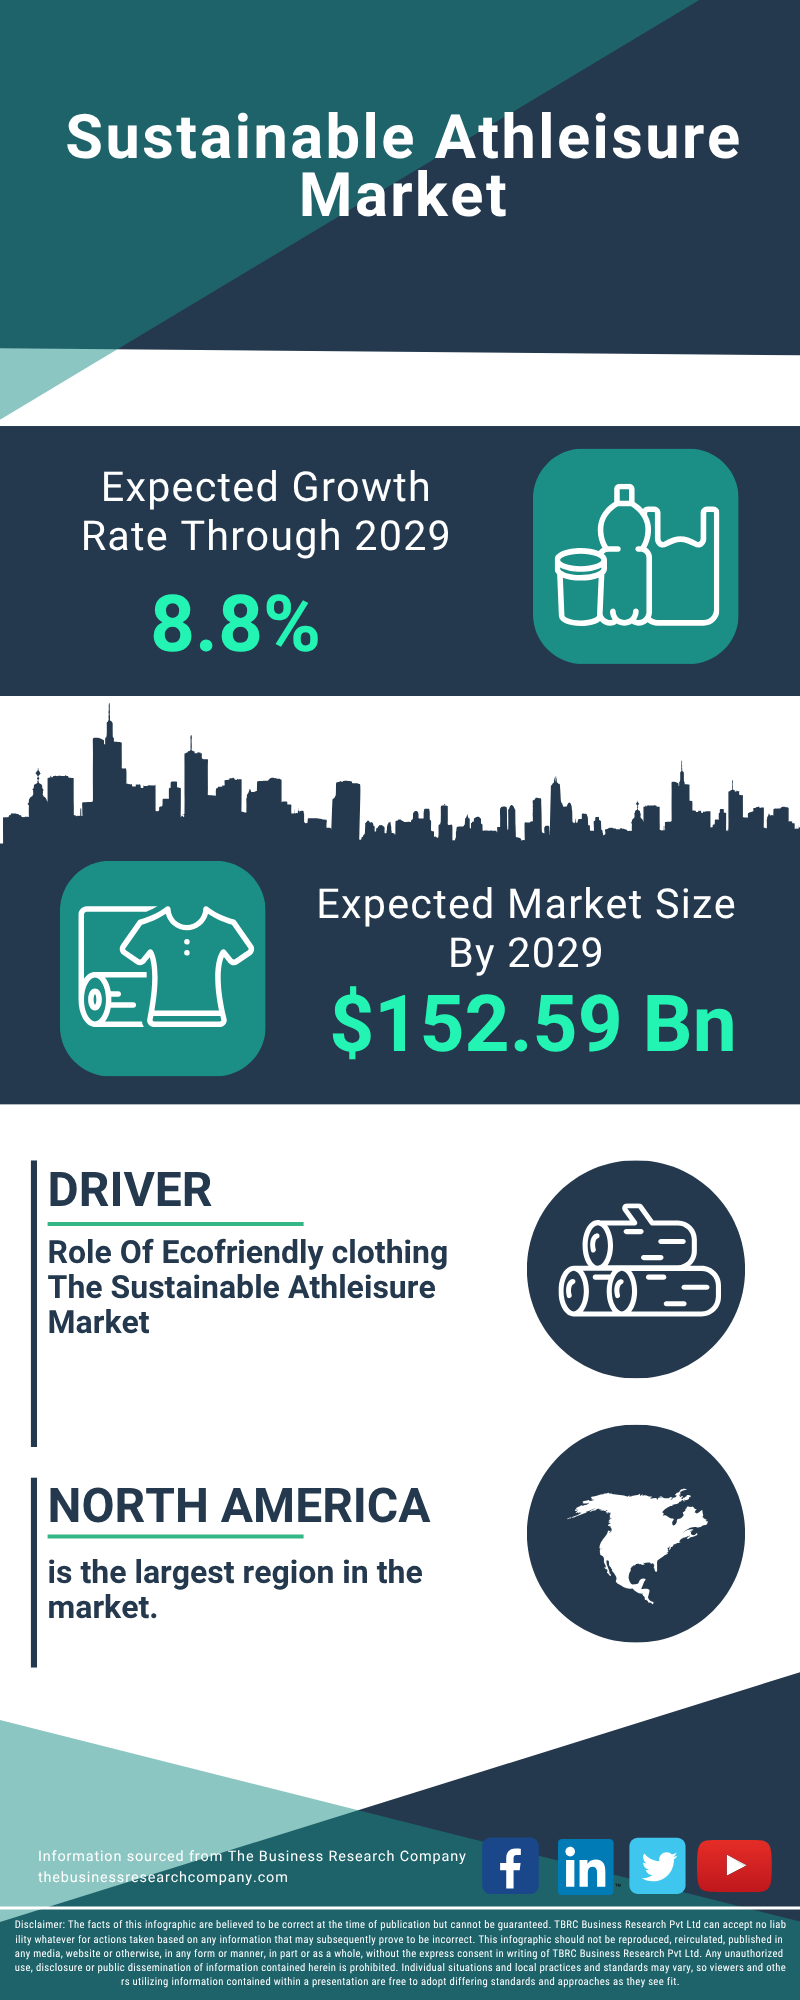 Sustainable Athleisure
Market
Expected Growth
Rate Through 2029
8.8%
Expected Market Size
By 2029
$152.59 Bn
DRIVER
Role Of Ecofriendly clothing
The Sustainable Athleisure
Market
NORTH AMERICA
is the largest region in the
market.
Information sourced from The Business Research Company
thebusinessresearchcompany.com
f
in
TM
Disclaimer: The facts of this infographic are believed to be correct at the time of publication but cannot be guaranteed. TBRC Business Research Pvt Ltd can accept no liab
ility whatever for actions taken based on any information that may subsequently prove to be incorrect. This infographic should not be reproduced, reirculated, published in
any media, website or otherwise, in any form or manner, in part or as a whole, without the express consent in writing of TBRC Business Research Pvt Ltd. Any unauthorized
use, disclosure or public dissemination of information contained herein is prohibited. Individual situations and local practices and standards may vary, so viewers and othe
rs utilizing information contained within a presentation are free to adopt differing standards and approaches as they see fit.